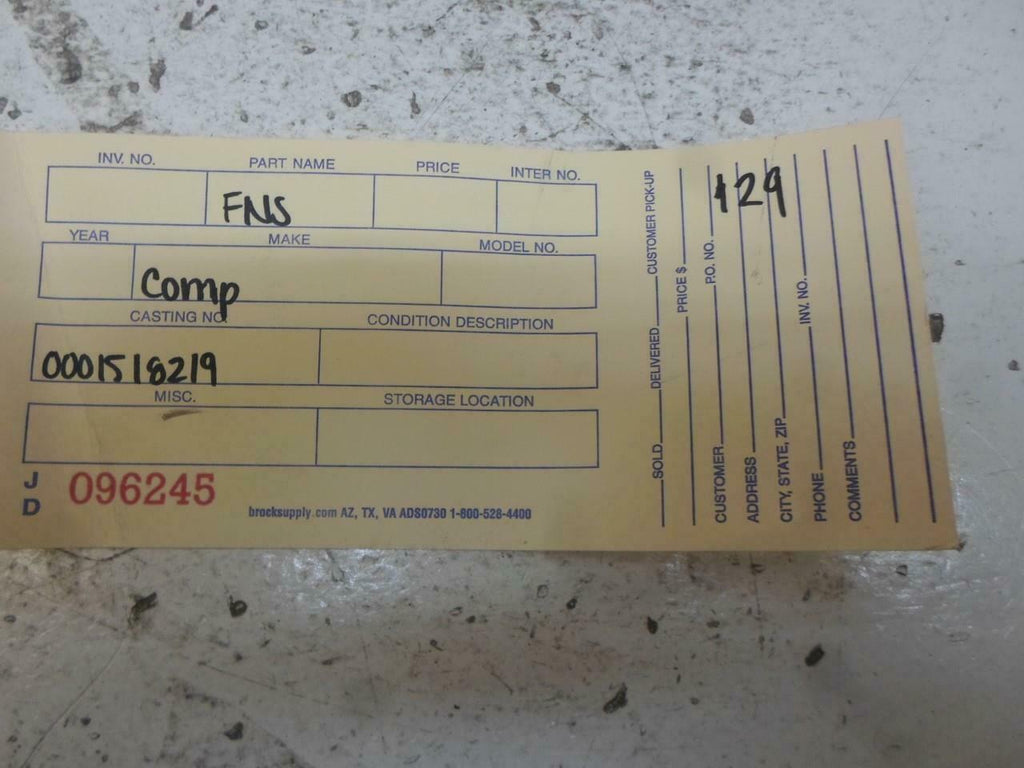 INV. NO. PART NAME PRICE INTER NO.
FNS
YEAR MAKE MODEL NO.
Comp
CASTING NO. CONDITION DESCRIPTION
0001518219
MISC. STORAGE LOCATION
J D 096245
brocksupply.com AZ, TX, VA ADS0730 1-800-528-4400
SOLD DELIVERED CUSTOMER PICK-UP
PRICE $
CUSTOMER P.O. NO.
129
ADDRESS
CITY, STATE, ZIP
PHONE INV. NO.
COMMENTS